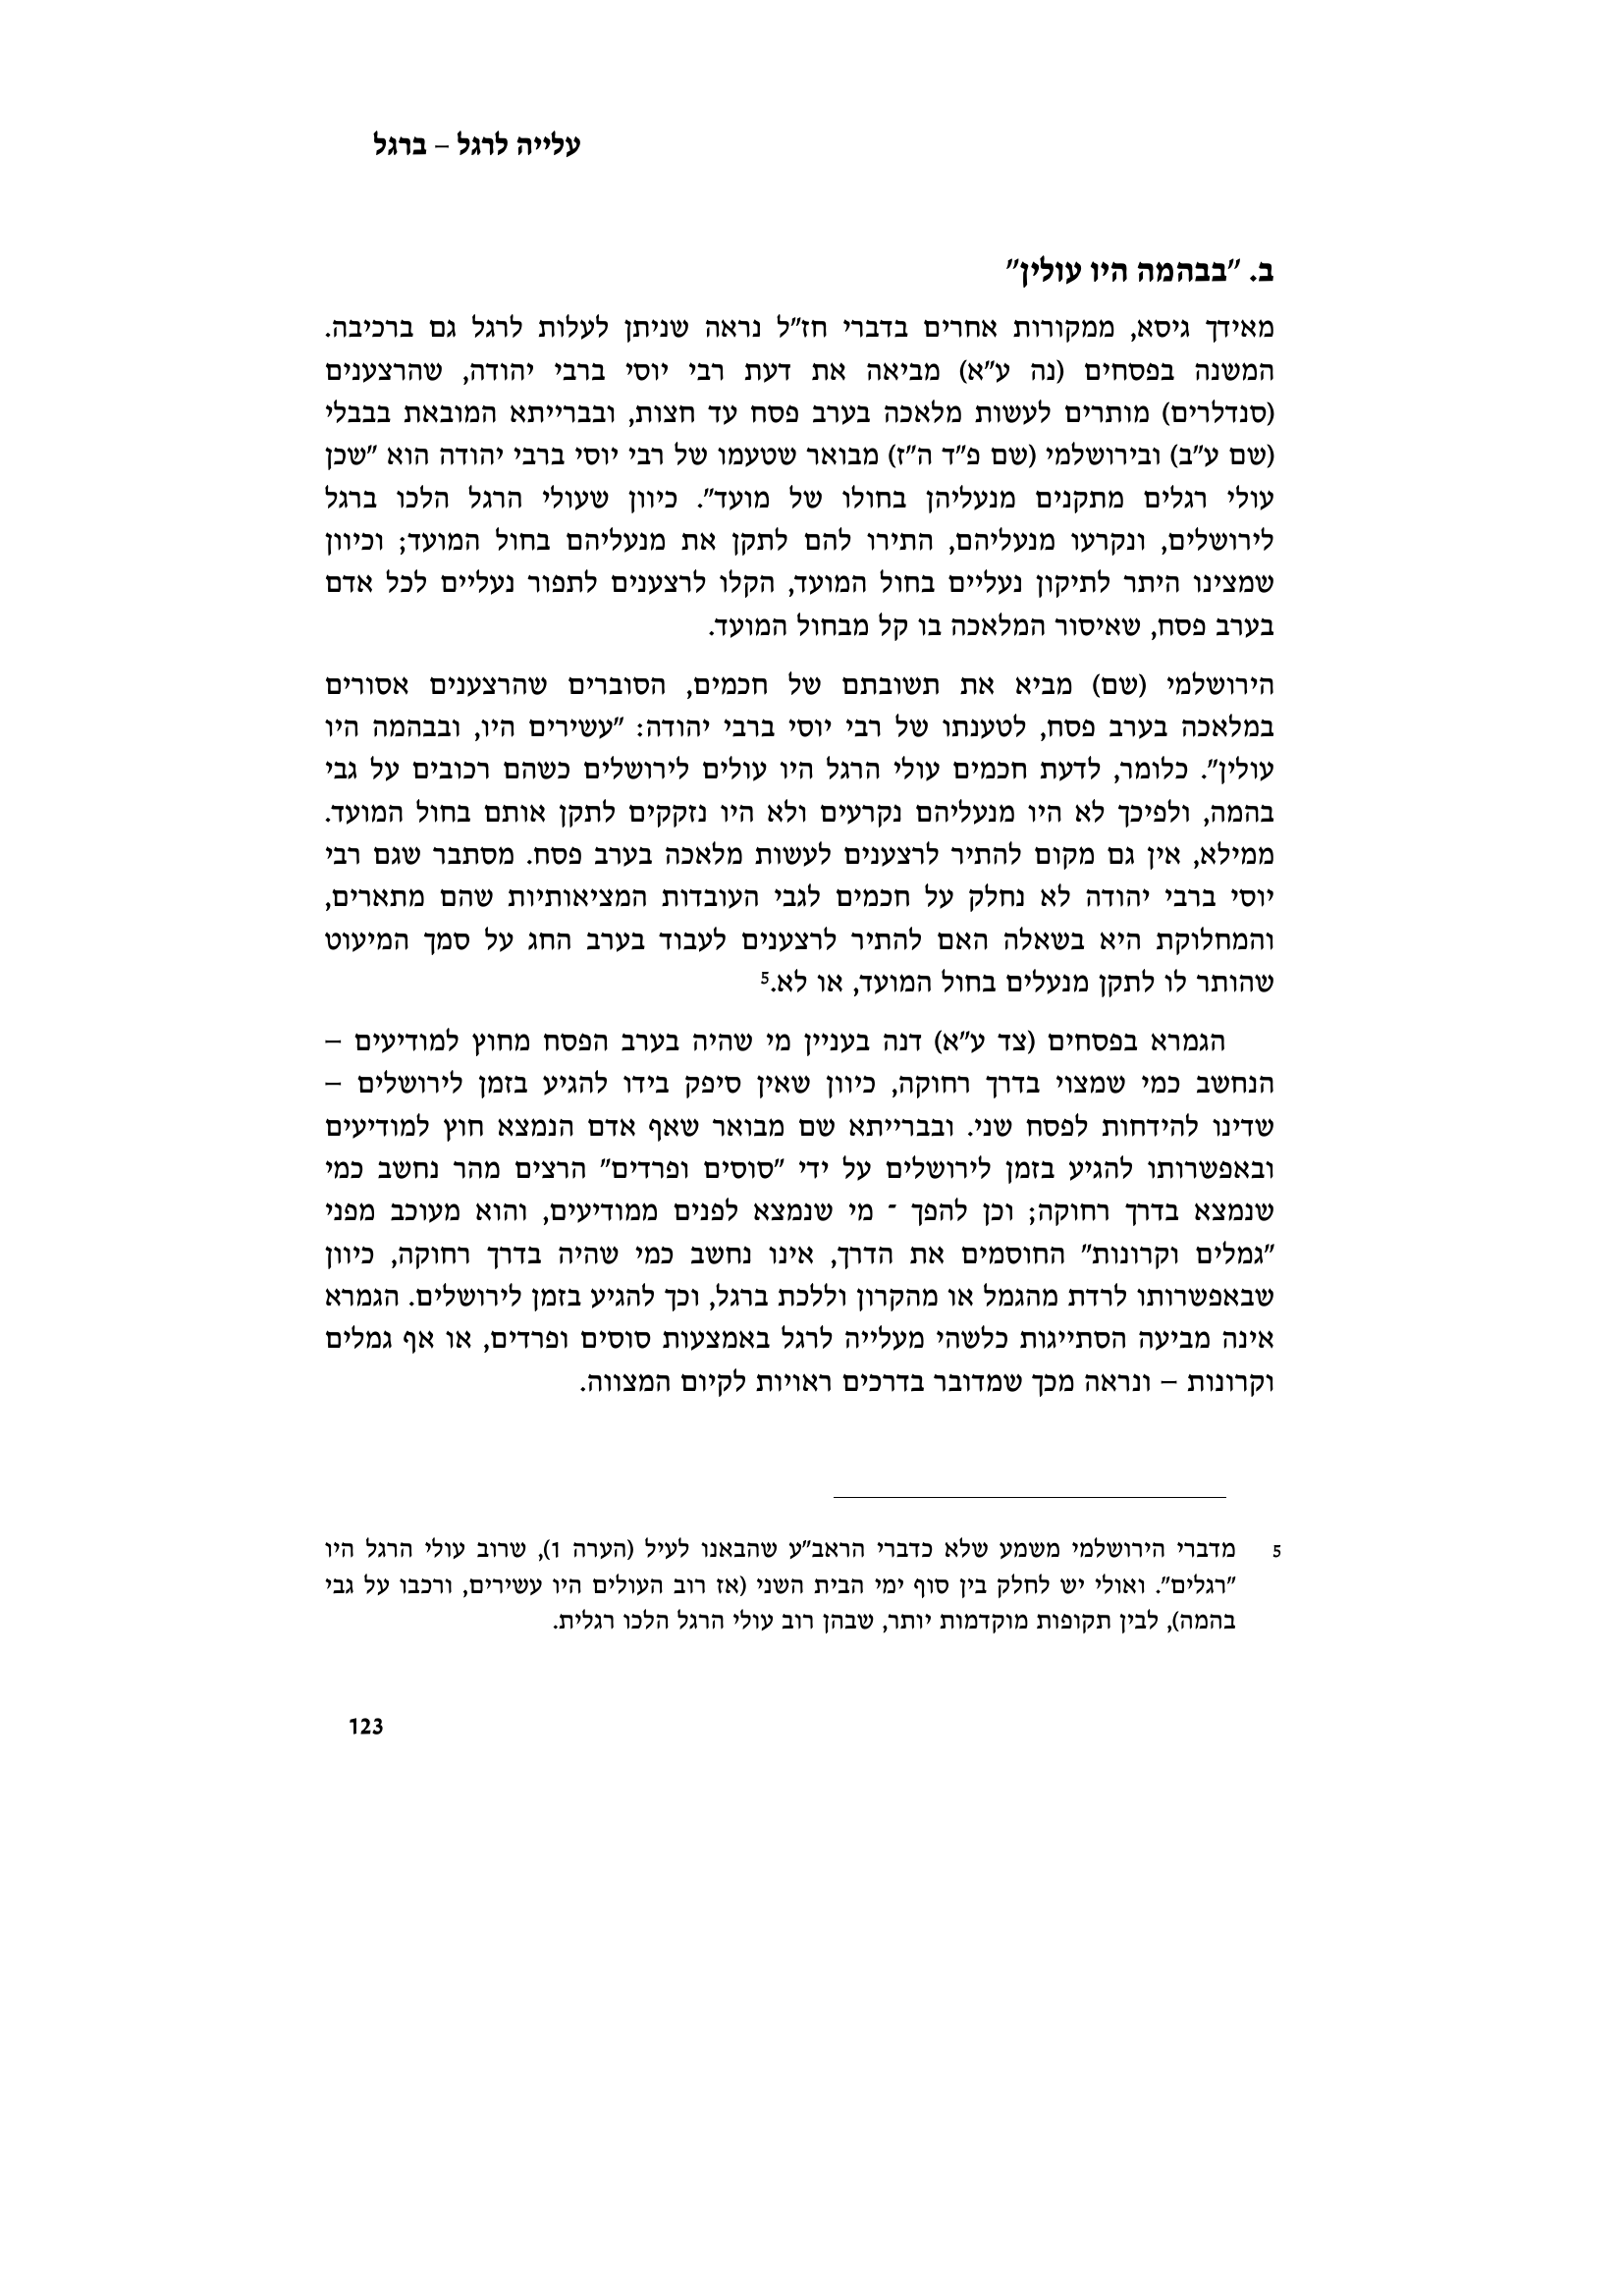 עלייה לרגל – ברגל
ב. "בבהמה היו עולין"
מאידך גיסא, ממקורות אחרים בדברי חז"ל נראה שניתן לעלות לרגל גם ברכיבה.
המשנה בפסחים (נה ע"א) מביאה את דעת רבי יוסי ברבי יהודה, שהרצענים
(סנדלרים) מותרים לעשות מלאכה בערב פסח עד חצות, ובברייתא המובאת בבבלי
(שם ע"ב) ובירושלמי (שם פ"ד ה"ז) מבואר שטעמו של רבי יוסי ברבי יהודה הוא "שכן
עולי רגלים מתקנים מנעליהן בחולו של מועד". כיוון שעולי הרגל הלכו ברגל
לירושלים, ונקרעו מנעליהם, התירו להם לתקן את מנעליהם בחול המועד; וכיוון
שמצינו היתר לתיקון נעליים בחול המועד, הקלו לרצענים לתפור נעליים לכל אדם
בערב פסח, שאיסור המלאכה בו קל מבחול המועד.
הירושלמי (שם) מביא את תשובתם של חכמים, הסוברים שהרצענים אסורים
במלאכה בערב פסח, לטענתו של רבי יוסי ברבי יהודה: "עשירים היו, ובבהמה היו
עולין". כלומר, לדעת חכמים עולי הרגל היו עולים לירושלים כשהם רכובים על גבי
בהמה, ולפיכך לא היו מנעליהם נקרעים ולא היו נזקקים לתקן אותם בחול המועד.
ממילא, אין גם מקום להתיר לרצענים לעשות מלאכה בערב פסח. מסתבר שגם רבי
יוסי ברבי יהודה לא נחלק על חכמים לגבי העובדות המציאותיות שהם מתארים,
והמחלוקת היא בשאלה האם להתיר לרצענים לעבוד בערב החג על סמך המיעוט
שהותר לו לתקן מנעלים בחול המועד, או לא.5
הגמרא בפסחים (צד ע"א) דנה בעניין מי שהיה בערב הפסח מחוץ למודיעים –
הנחשב כמי שמצוי בדרך רחוקה, כיוון שאין סיפק בידו להגיע בזמן לירושלים –
שדינו להידחות לפסח שני. ובברייתא שם מבואר שאף אדם הנמצא חוץ למודיעים
ובאפשרותו להגיע בזמן לירושלים על ידי "סוסים ופרדים" הרצים מהר נחשב כמי
שנמצא בדרך רחוקה; וכן להפך ־ מי שנמצא לפנים ממודיעים, והוא מעוכב מפני
"גמלים וקרונות" החוסמים את הדרך, אינו נחשב כמי שהיה בדרך רחוקה, כיוון
שבאפשרותו לרדת מהגמל או מהקרון וללכת ברגל, וכך להגיע בזמן לירושלים. הגמרא
אינה מביעה הסתייגות כלשהי מעלייה לרגל באמצעות סוסים ופרדים, או אף גמלים
וקרונות – ונראה מכך שמדובר בדרכים ראויות לקיום המצווה.
5 מדברי הירושלמי משמע שלא כדברי הראב"ע שהבאנו לעיל (הערה 1), שרוב עולי הרגל היו
"רגלים". ואולי יש לחלק בין סוף ימי הבית השני (אז רוב העולים היו עשירים, ורכבו על גבי
בהמה), לבין תקופות מוקדמות יותר, שבהן רוב עולי הרגל הלכו רגלית.
123